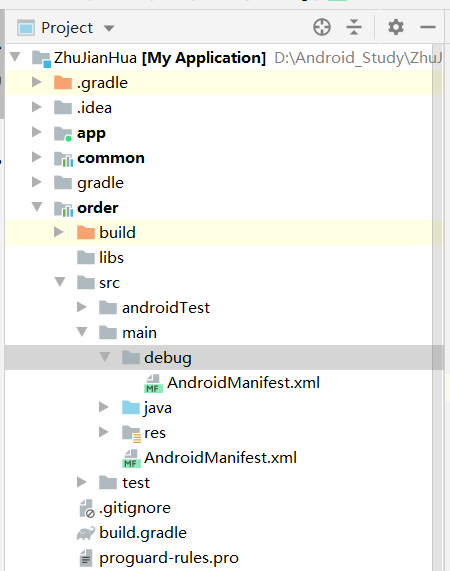 Project
ZhuJianHua [My Application] D:\Android_Study\ZhuJ
.gradle
.idea
app
common
gradle
order
build
libs
src
androidTest
main
debug
MF AndroidManifest.xml
java
res
MF AndroidManifest.xml
test
.gitignore
build.gradle
proguard-rules.pro